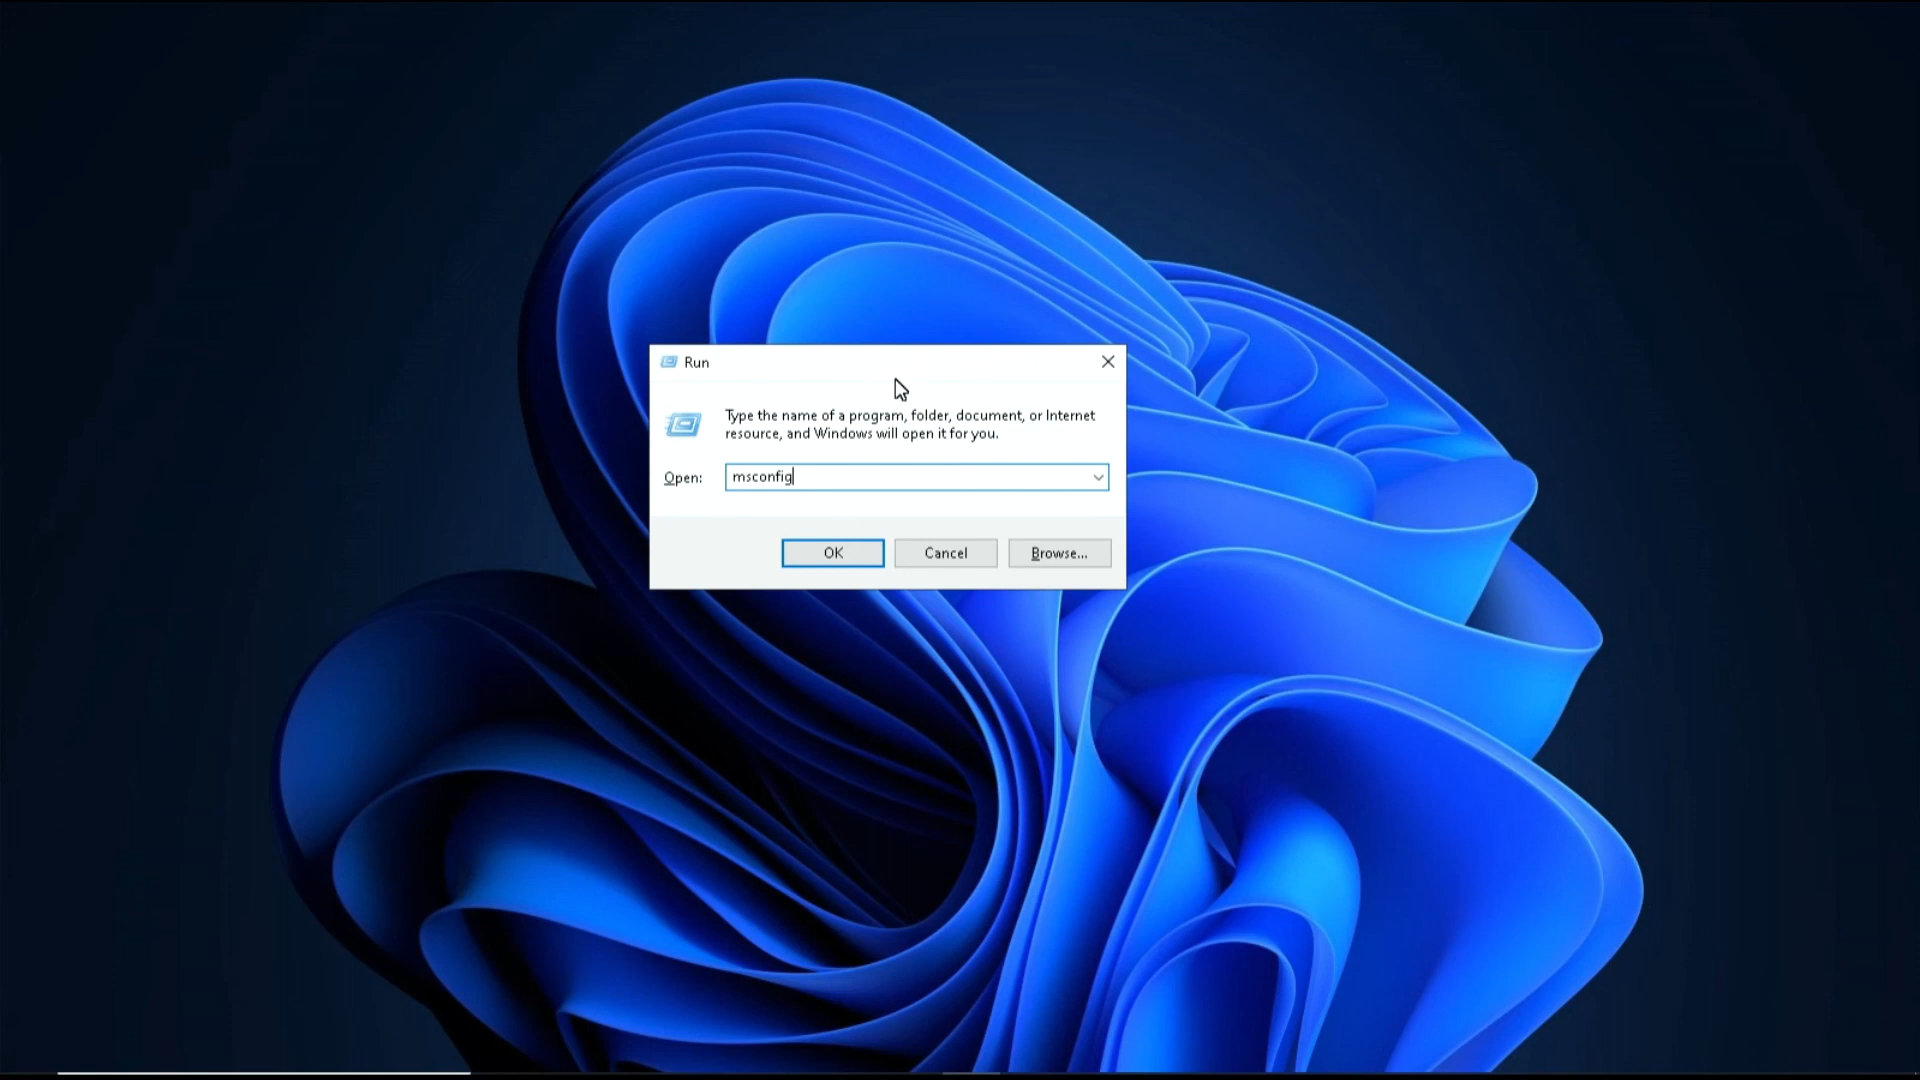 Run
Type the name of a program, folder, document, or Internet
resource, and Windows will open it for you.
Open: msconfig
OK Cancel Browse...